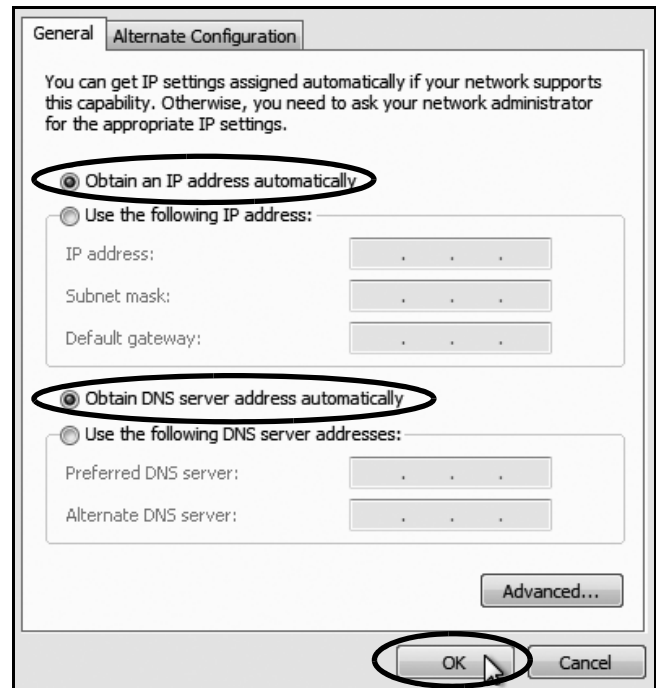 General
Alternate Configuration
You can get IP settings assigned automatically if your network supports
this capability. Otherwise, you need to ask your network administrator
for the appropriate IP settings.
Obtain an IP address automatically
Use the following IP address:
IP address:
Subnet mask:
Default gateway:
Obtain DNS server address automatically
Use the following DNS server addresses:
Preferred DNS server:
Alternate DNS server:
Advanced...
OK
Cancel